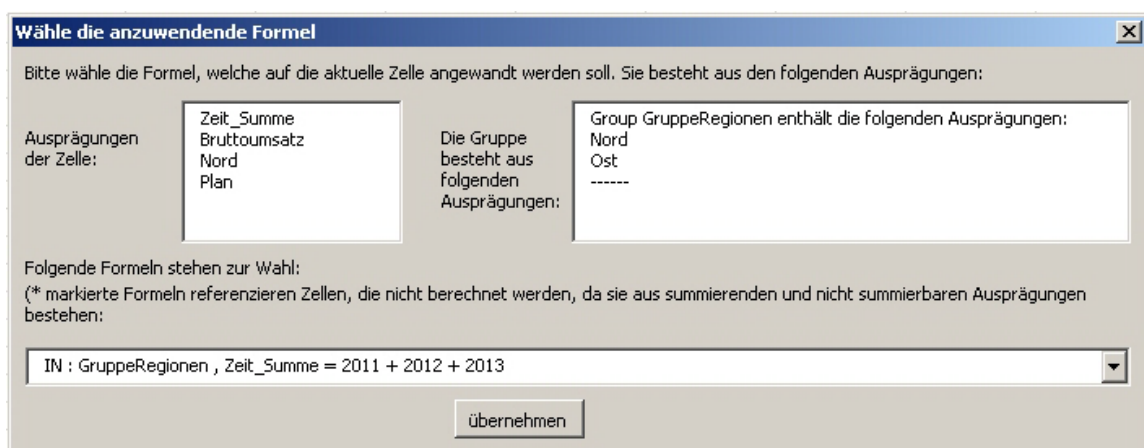 Wähle die anzuwendende Formel
Bitte wähle die Formel, welche auf die aktuelle Zelle angewandt werden soll. Sie besteht aus den folgenden Ausprägungen:
Ausprägungen
der Zelle:
Zeit_Summe
Bruttoumsatz
Nord
Plan
Die Gruppe
besteht aus
folgenden
Ausprägungen:
Group GruppeRegionen enthält die folgenden Ausprägungen:
Nord
Ost
------
Folgende Formeln stehen zur Wahl:
(* markierte Formeln referenzieren Zellen, die nicht berechnet werden, da sie aus summierenden und nicht summierbaren Ausprägungen
bestehen:
IN : GruppeRegionen , Zeit_Summe = 2011 + 2012 + 2013
übernehmen